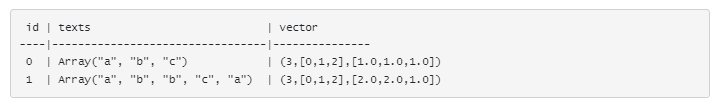 id | texts                           | vector
----|---------------------------------|---------------
 0  | Array("a", "b", "c")            | (3,[0,1,2],[1.0,1.0,1.0])
 1  | Array("a", "b", "b", "c", "a")  | (3,[0,1,2],[2.0,2.0,1.0])